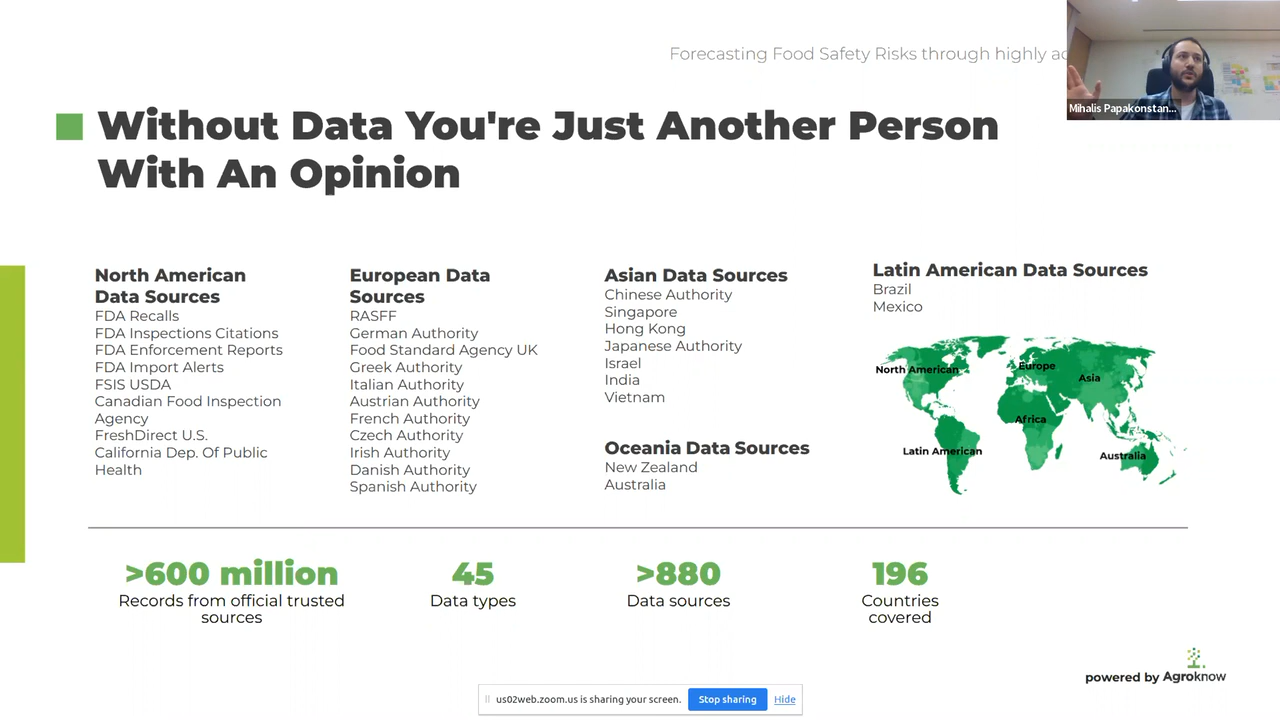 Forecasting Food Safety Risks through highly
Mihalis Papakonstan...
Without Data You're Just Another Person
With An Opinion
North American
Data Sources
FDA Recalls
FDA Inspections Citations
FDA Enforcement Reports
FDA Import Alerts
FSIS USDA
Canadian Food Inspection
Agency
FreshDirect U.S.
California Dep. Of Public
Health
European Data
Sources
RASFF
German Authority
Food Standard Agency UK
Greek Authority
Italian Authority
Austrian Authority
French Authority
Czech Authority
Irish Authority
Danish Authority
Spanish Authority
Asian Data Sources
Chinese Authority
Singapore
Hong Kong
Japanese Authority
Israel
India
Vietnam
Oceania Data Sources
New Zealand
Australia
Latin American Data Sources
Brazil
Mexico
North American
Europe
Asia
Africa
Latin American
Australia
>600 million
Records from official trusted
sources
45
Data types
>880
Data sources
196
Countries
covered
powered by Agroknow
us02web.zoom.us is sharing your screen.
Stop sharing
Hide